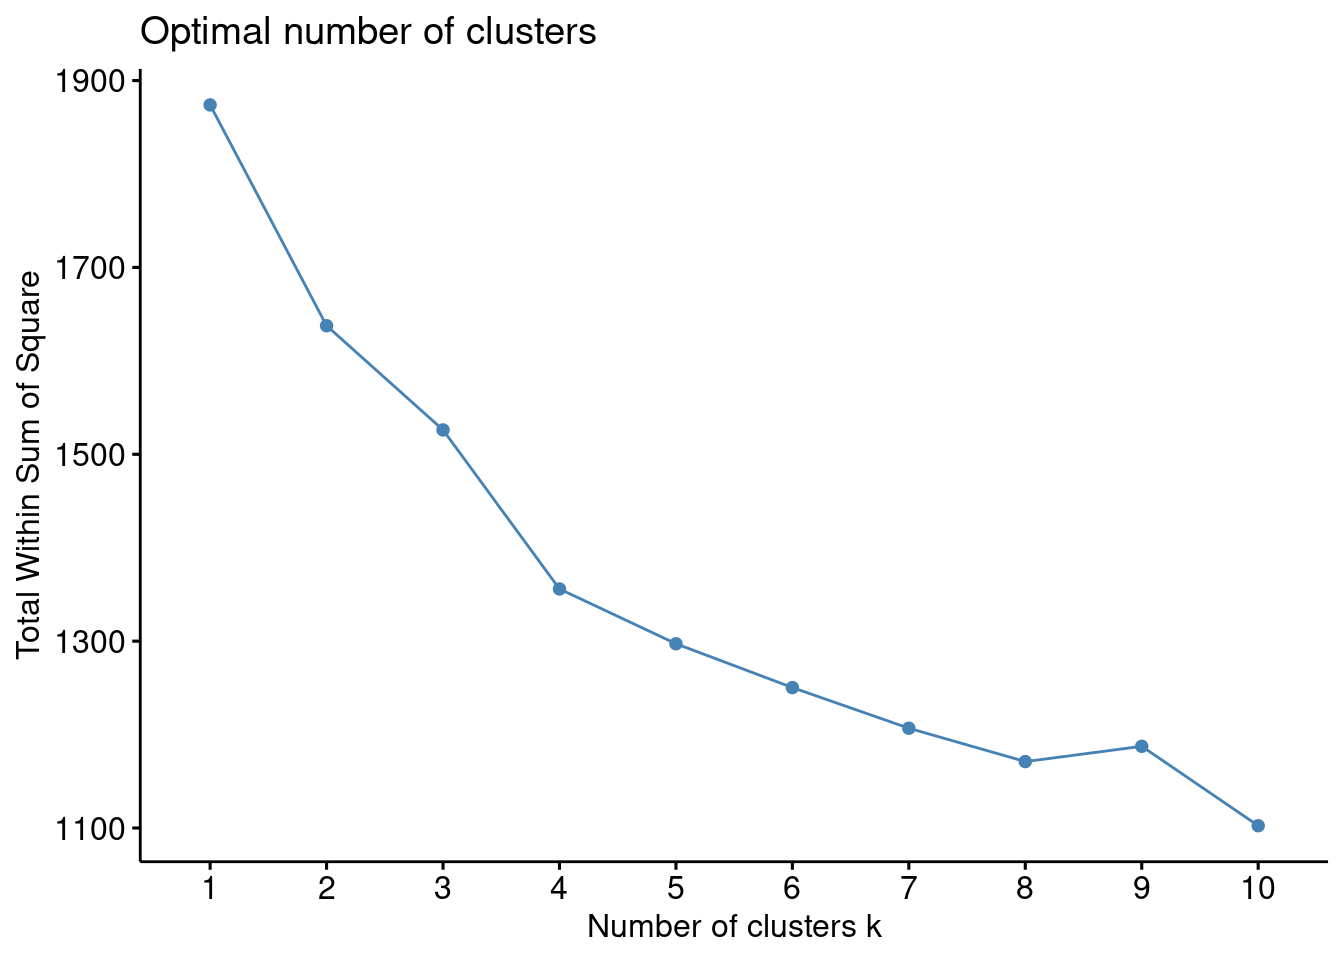 Optimal number of clusters
1900
1700
1500
1300
1100
Total Within Sum of Square
1 2 3 4 5 6 7 8 9 10
Number of clusters k